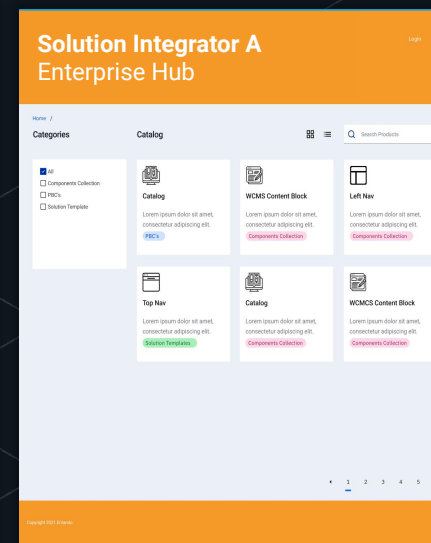 Solution Integrator A
Enterprise Hub
Login
Home /
Categories
Catalog
Search Products
All
Components Collection
PBC's
Solution Template
Catalog
Lorem ipsum dolor sit amet,
consectetur adipiscing elit.
PBC's
WCMS Content Block
Lorem ipsum dolor sit amet,
consectetur adipiscing elit.
Components Collection
Left Nav
Lorem ipsum dolor sit amet,
consectetur adipiscing elit.
Components Collection
Top Nav
Lorem ipsum dolor sit amet,
consectetur adipiscing elit.
Solution Templates
Catalog
Lorem ipsum dolor sit amet,
consectetur adipiscing elit.
Components Collection
WCMCS Content Block
Lorem ipsum dolor sit amet,
consectetur adipiscing elit.
Components Collection
1 2 3 4 5
Copyright 2021 Entando